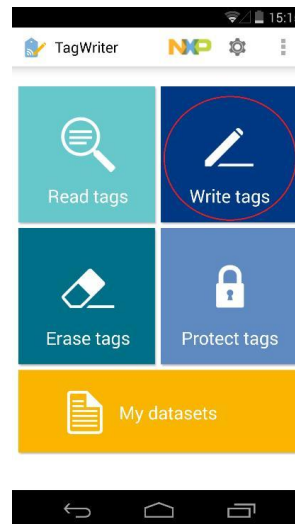 15:1
TagWriter NXP
Read tags Write tags
Erase tags Protect tags
My datasets